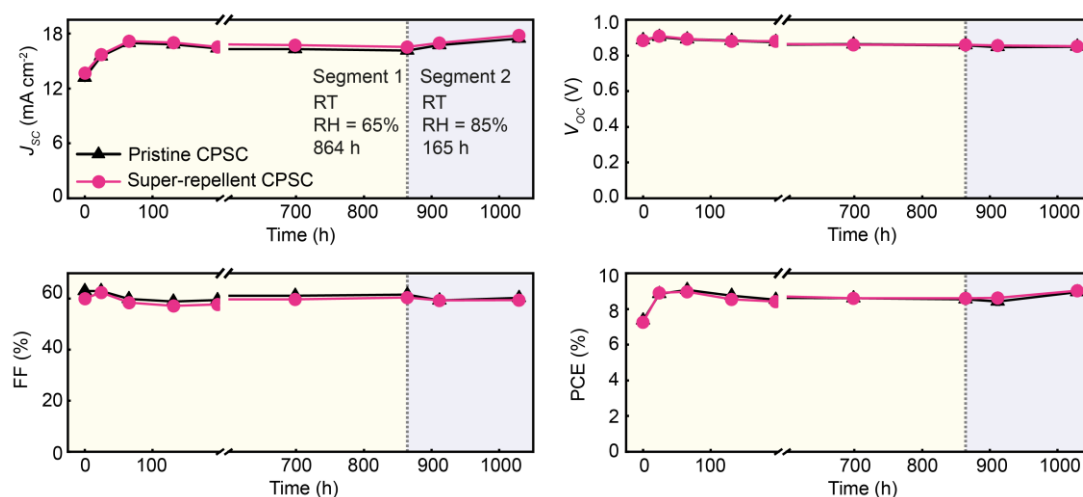 18
12
6
0
J_SC (mA cm⁻²)
Segment 1
RT
RH = 65%
864 h
Segment 2
RT
RH = 85%
165 h
Pristine CPSC
Super-repellent CPSC
0 100 700 800 900 1000
Time (h)
1.0
0.8
0.6
0.4
0.2
0.0
V_OC (V)
0 100 700 800 900 1000
Time (h)
60
40
20
0
FF (%)
0 100 700 800 900 1000
Time (h)
10
8
6
4
2
0
PCE (%)
0 100 700 800 900 1000
Time (h)